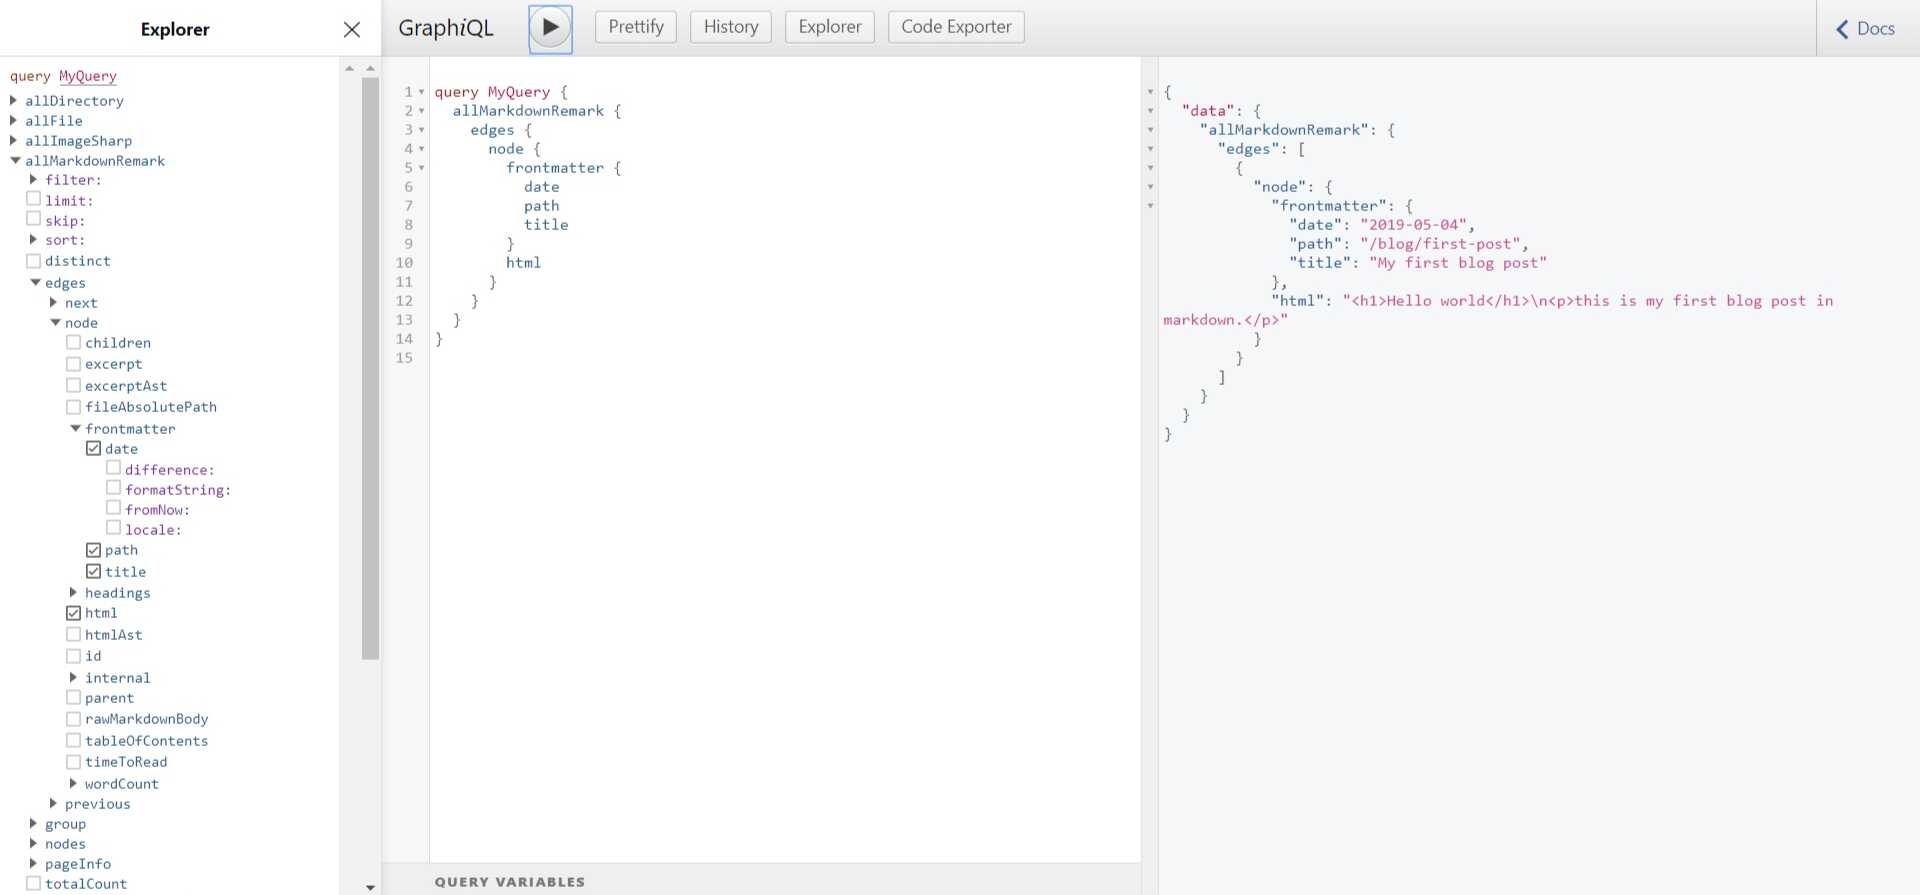 Explorer
query MyQuery
allDirectory
allFile
allImageSharp
allMarkdownRemark
filter:
limit:
skip:
sort:
distinct
edges
next
node
children
excerpt
excerptAst
fileAbsolutePath
frontmatter
date
difference:
formatString:
fromNow:
locale:
path
title
headings
html
htmlAst
id
internal
parent
rawMarkdownBody
tableOfContents
timeToRead
wordCount
previous
group
nodes
pageInfo
totalCount
GraphiQL Prettify History Explorer Code Exporter Docs
1 query MyQuery {
2 allMarkdownRemark {
3 edges {
4 node {
5 frontmatter {
6 date
7 path
8 title
9 }
10 html
11 }
12 }
13 }
14 }
15
QUERY VARIABLES
{
"data": {
"allMarkdownRemark": {
"edges": [
{
"node": {
"frontmatter": {
"date": "2019-05-04",
"path": "/blog/first-post",
"title": "My first blog post"
},
"html": "<h1>Hello world</h1>\n<p>this is my first blog post in
markdown.</p>"
}
}
]
}
}
}